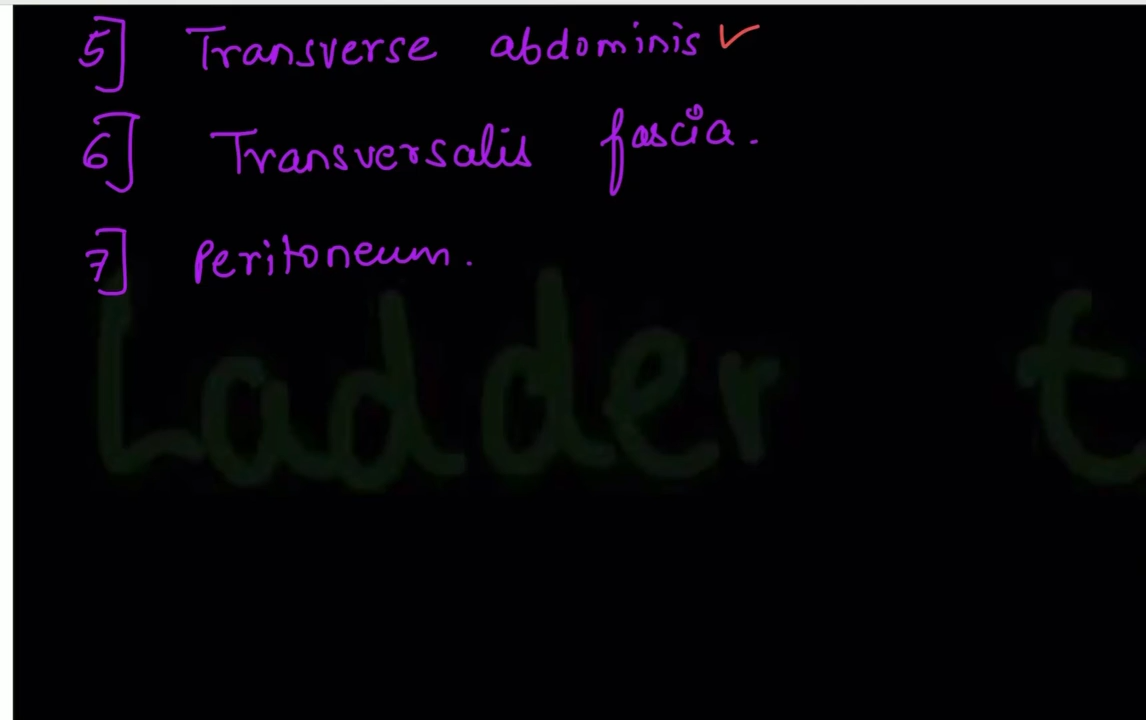 5] Transverse abdominis ✓
6] Transversalis fascia.
7] Peritoneum.
Ladder t